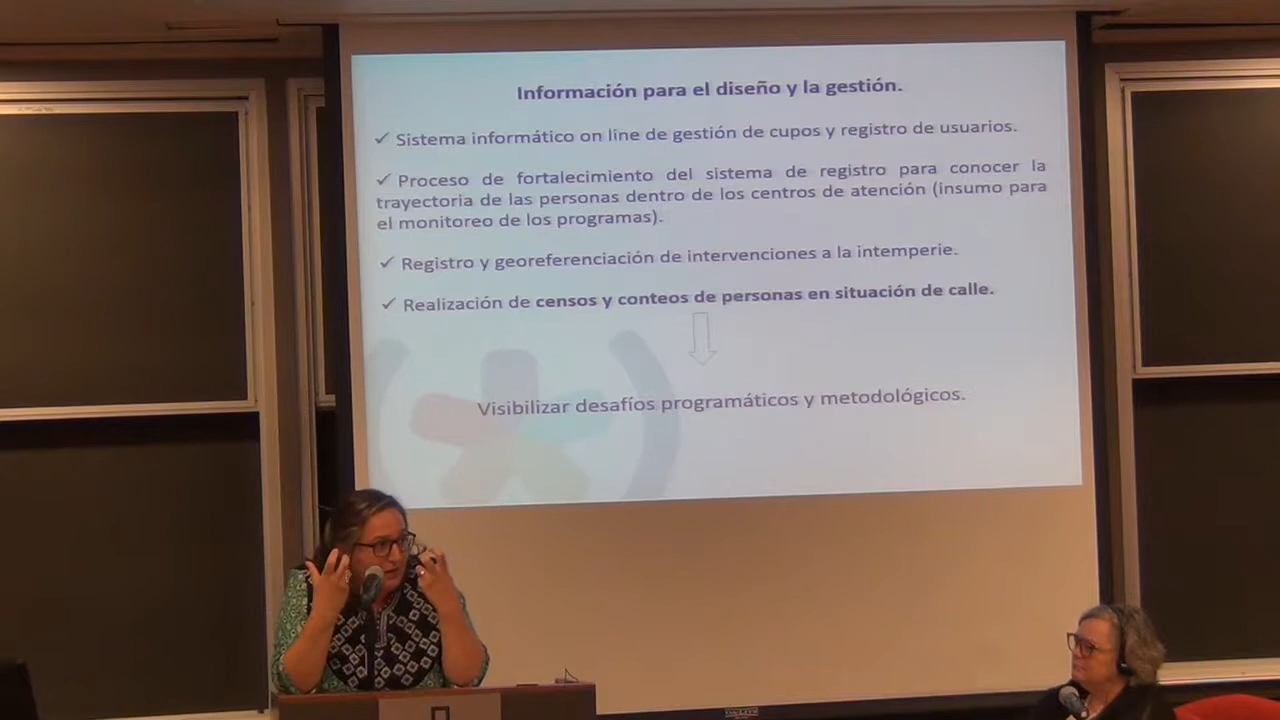 Información para el diseño y la gestión.
✓ Sistema informático on line de gestión de cupos y registro de usuarios.
✓ Proceso de fortalecimiento del sistema de registro para conocer la
trayectoria de las personas dentro de los centros de atención (insumo para
el monitoreo de los programas).
✓ Registro y georeferenciación de intervenciones a la intemperie.
✓ Realización de censos y conteos de personas en situación de calle.
Visibilizar desafíos programáticos y metodológicos.